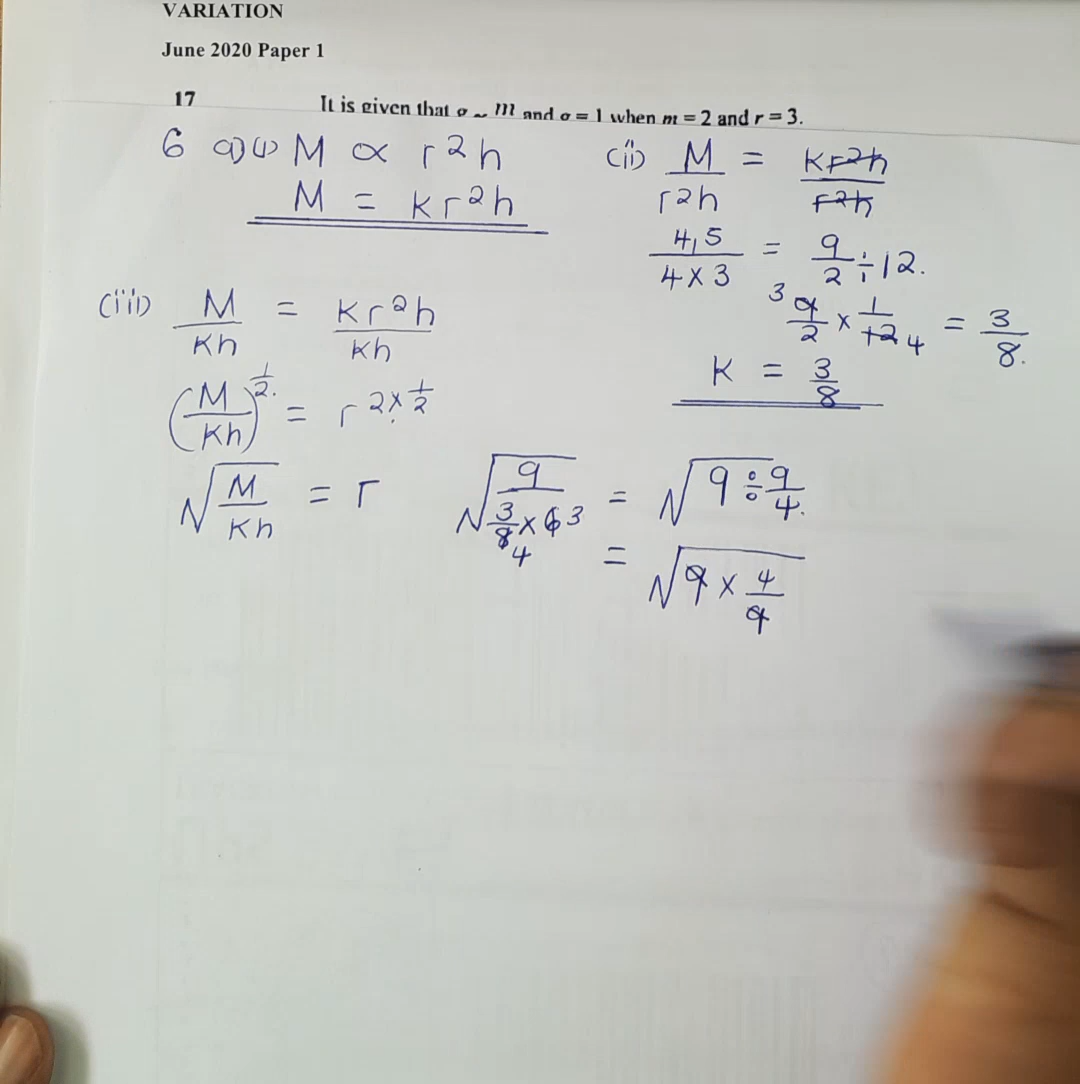 VARIATION
June 2020 Paper 1
17 It is given that g ∝ m and g = 1 when m = 2 and r = 3.
6 a)(i) M ∝ r²h
M = kr²h
(ii) M/r²h = kr²h/r²h
4,5/4×3 = 9/2 ÷ 12.
3 9/2 × 1/12 4 = 3/8.
K = 3/8
(iii) M/Kh = Kr²h/Kh
(M/Kh)^1/2. = r^2×1/2
√M/Kh = r
√9/3/8×6 3 4 = √9÷9/4.
= √9×4/9